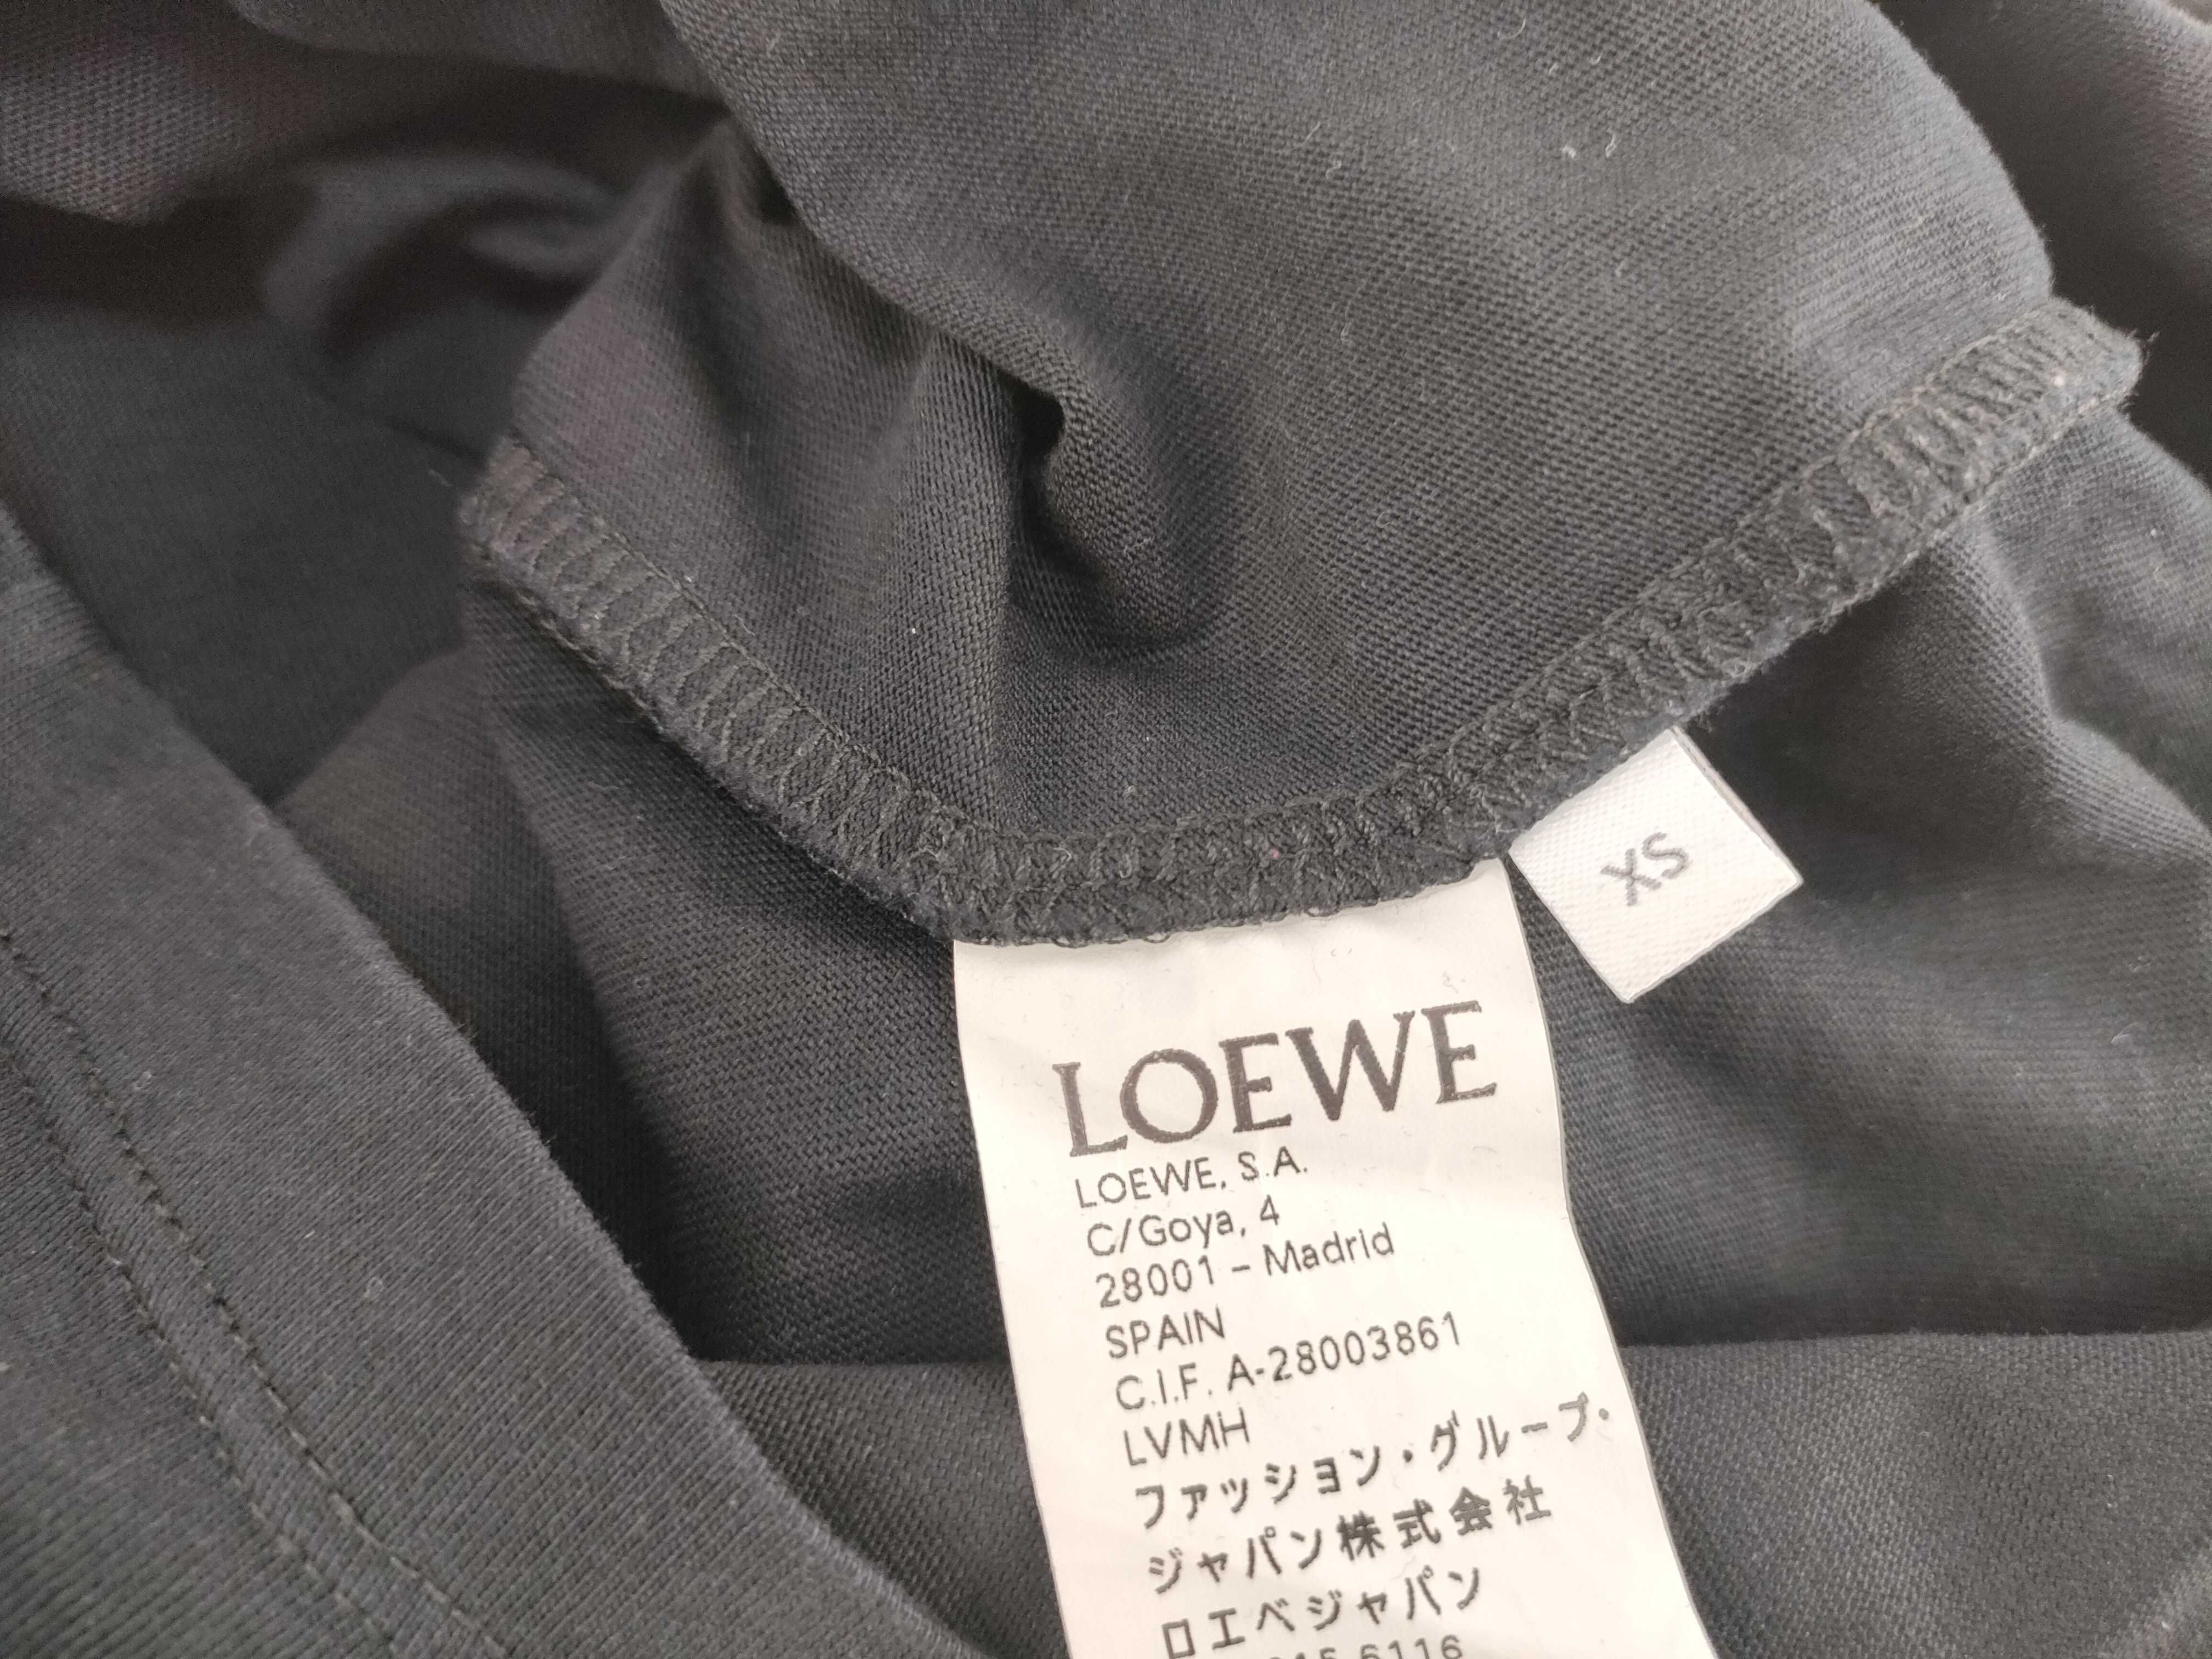 XS
LOEWE
LOEWE, S.A.
C/Goya, 4
28001 – Madrid
SPAIN
C.I.F. A-28003861
LVMH
ファッション・グループ・
ジャパン株式会社
ロエベジャパン
6116